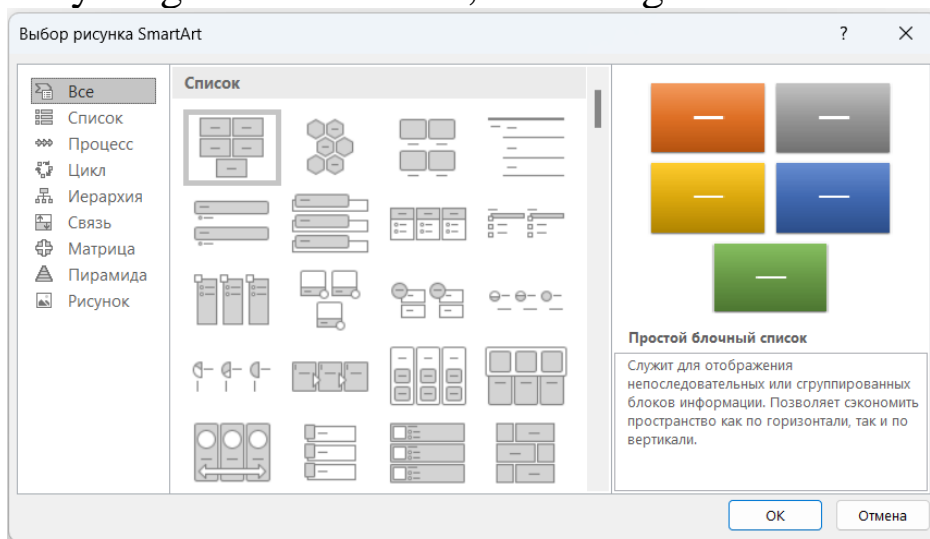 Выбор рисунка SmartArt
?
Все
Список
Процесс
Цикл
Иерархия
Связь
Матрица
Пирамида
Рисунок
Список
Простой блочный список
Служит для отображения
непоследовательных или сгруппированных
блоков информации. Позволяет сэкономить
пространство как по горизонтали, так и по
вертикали.
ОК
Отмена